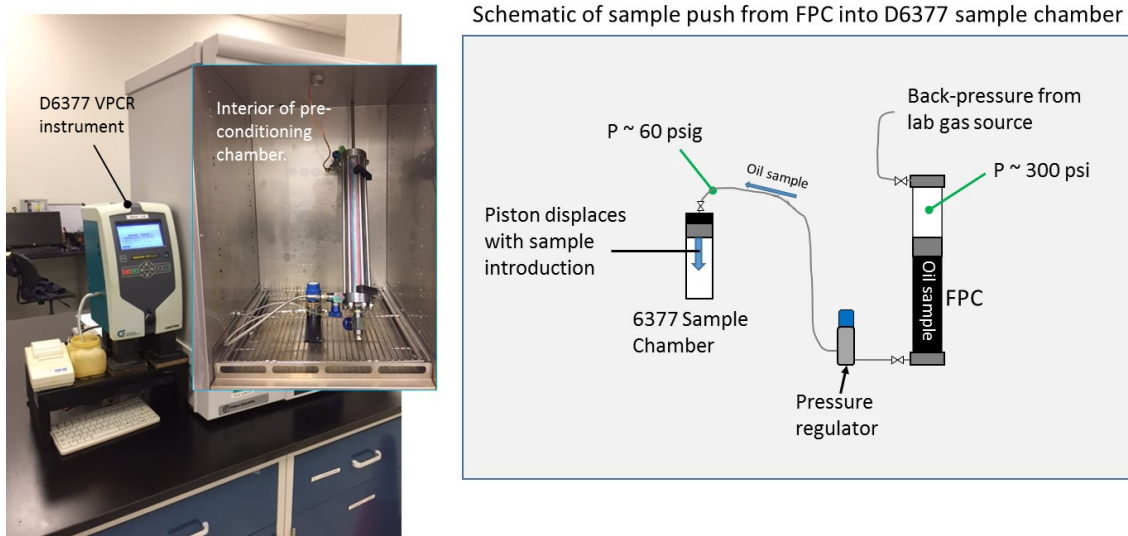 Schematic of sample push from FPC into D6377 sample chamber
D6377 VPCR
instrument
Interior of pre-
conditioning
chamber.
Back-pressure from
lab gas source
P ~ 60 psig
P ~ 300 psi
Oil sample
Piston displaces
with sample
introduction
Oil sample
FPC
6377 Sample
Chamber
Pressure
regulator